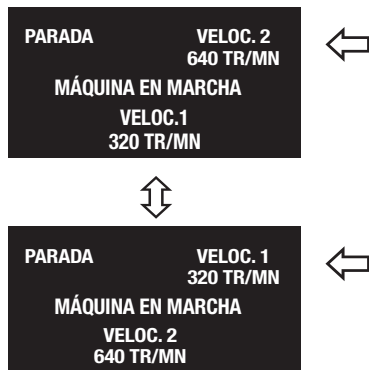 PARADA VELOC. 2
640 TR/MN
MÁQUINA EN MARCHA
VELOC.1
320 TR/MN
PARADA VELOC. 1
320 TR/MN
MÁQUINA EN MARCHA
VELOC. 2
640 TR/MN